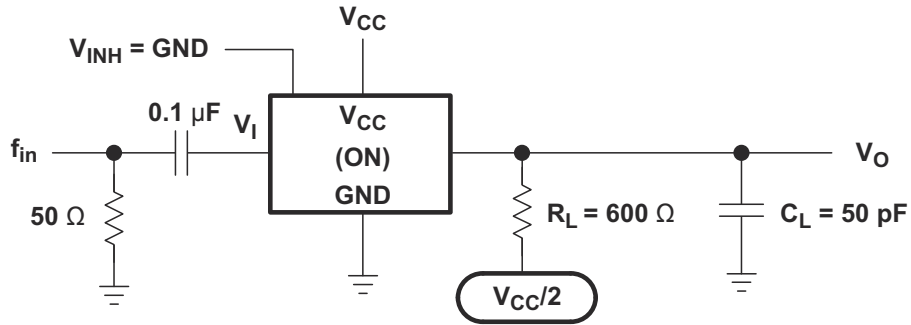 VCC
VINH = GND
0.1 µF
VI
VCC
fin
(ON)
VO
GND
50 Ω
RL = 600 Ω
CL = 50 pF
VCC/2